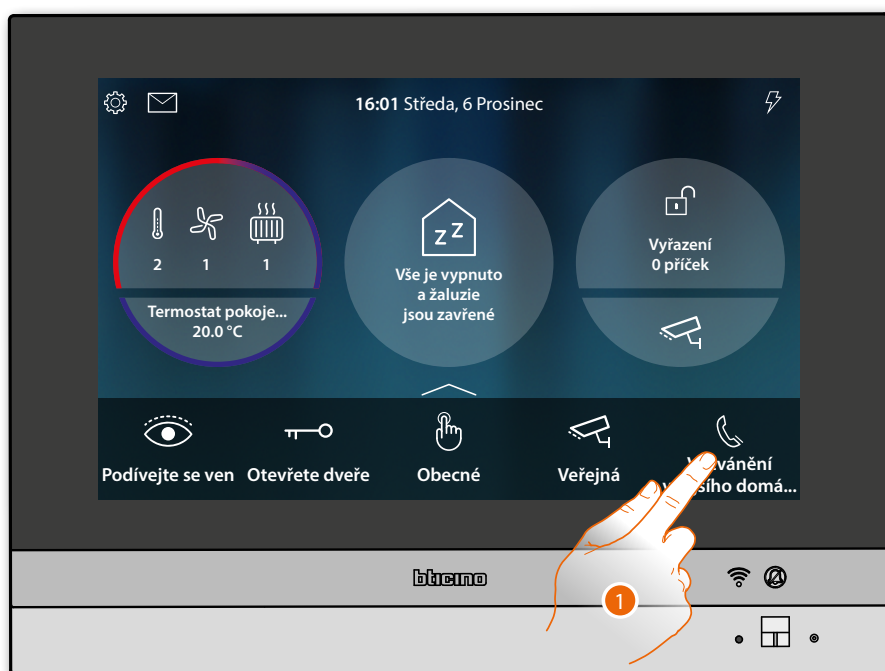 16:01 Středa, 6 Prosinec
2 1 1
Termostat pokoje...
20.0 °C
z Z
Vše je vypnuto
a žaluzie
jsou zavřené
Vyřazení
0 příček
Podívejte se ven Otevřete dveře Obecné Veřejná
domá...
bticino
1